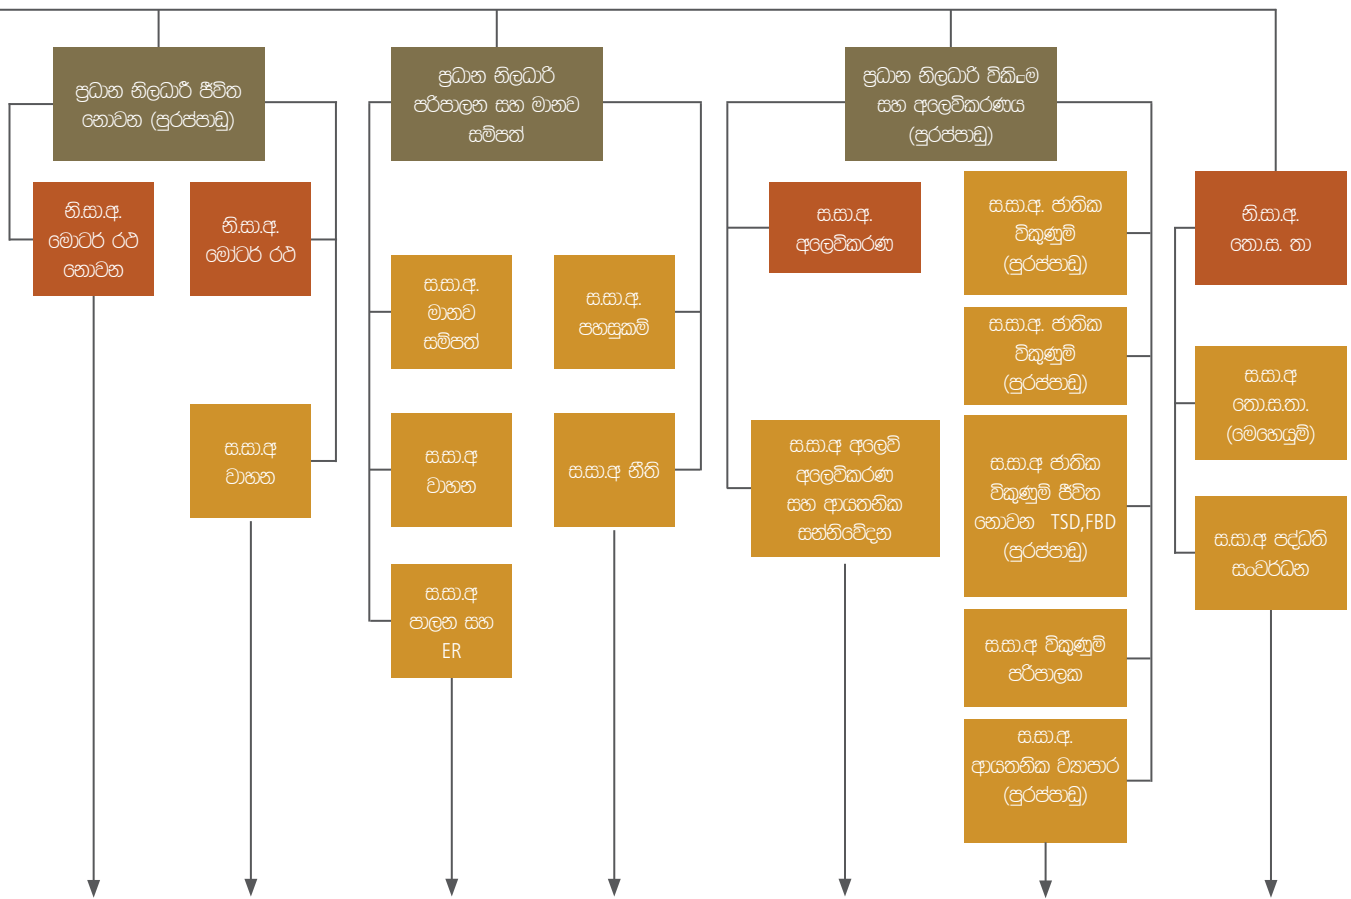 ප්‍රධාන නිලධාරී ජීවිත
නොවන (පුරප්පාඩු)
ප්‍රධාන නිලධාරි
පරිපාලන සහ මානව
සම්පත්
ප්‍රධාන නිලධාරි
සහ අලෙවිකරණය
(පුරප්පාඩු)
නි.සා.අ.
මෝටර් රථ
නොවන
නි.සා.අ.
මෝටර් රථ
ස.සා.අ
වාහන
ස.සා.අ.
මානව
සම්පත්
ස.සා.අ.
පහසුකම්
ස.සා.අ
වාහන
ස.සා.අ නීති
ස.සා.අ
පාලන සහ
ER
ස.සා.අ.
අලෙවිකරණ
ස.සා.අ අලෙවි
අලෙවිකරණ
සහ ආයතනික
සන්නිවේදන
ස.සා.අ. ජාතික
විකුණුම්
(පුරප්පාඩු)
ස.සා.අ. ජාතික
විකුණුම්
(පුරප්පාඩු)
ස.සා.අ ජාතික
විකුණුම් ජීවිත
නොවන TSD,FBD
(පුරප්පාඩු)
ස.සා.අ විකුණුම්
පරිපාලක
ස.සා.අ.
ආයතනික ව්‍යාපාර
(පුරප්පාඩු)
නි.සා.අ.
තො.ස. තා
ස.සා.අ
තො.ස.තා.
(මෙහෙයුම්)
ස.සා.අ පද්ධති
සංවර්ධන